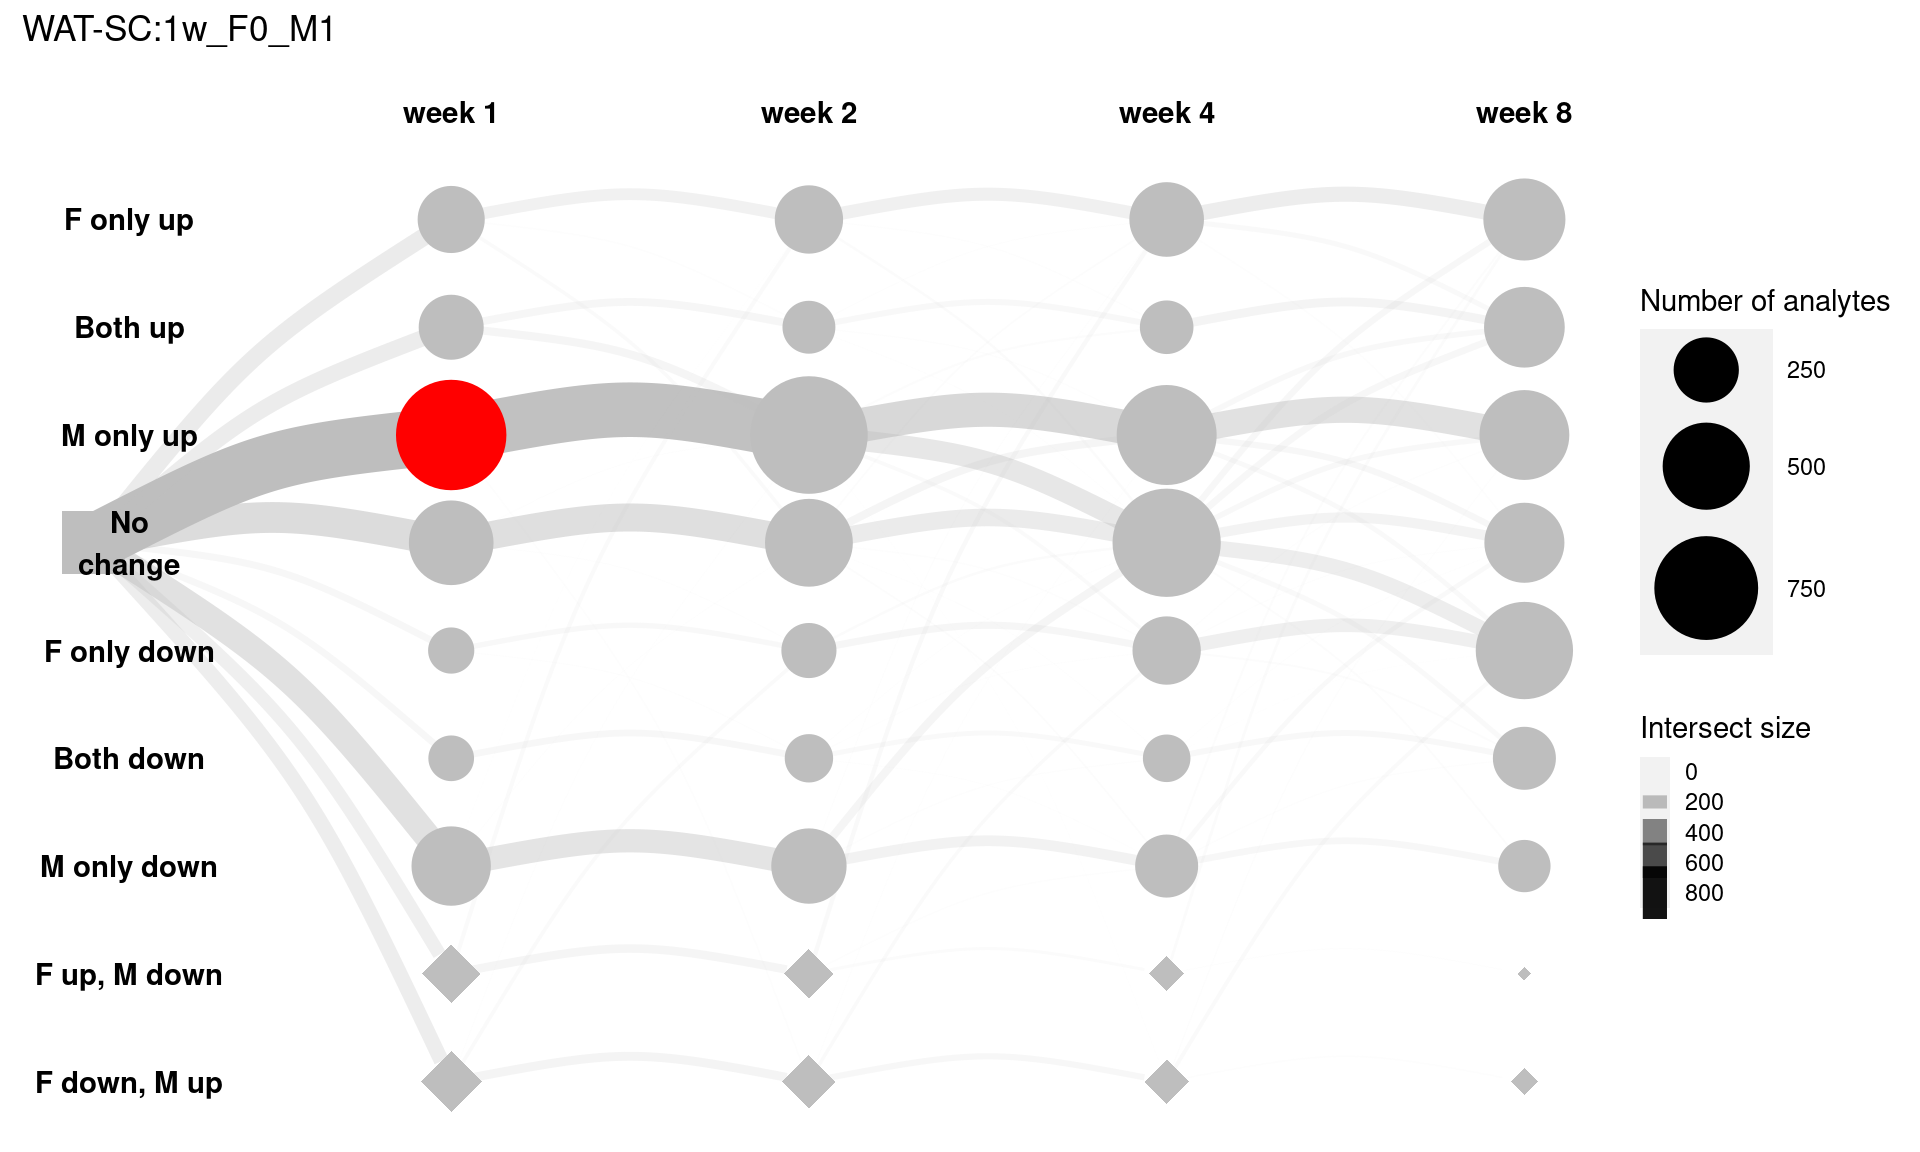 WAT-SC:1w_F0_M1
week 1
week 2
week 4
week 8
F only up
Both up
M only up
No
change
F only down
Both down
M only down
F up, M down
F down, M up
Number of analytes
250
500
750
Intersect size
0
200
400
600
800